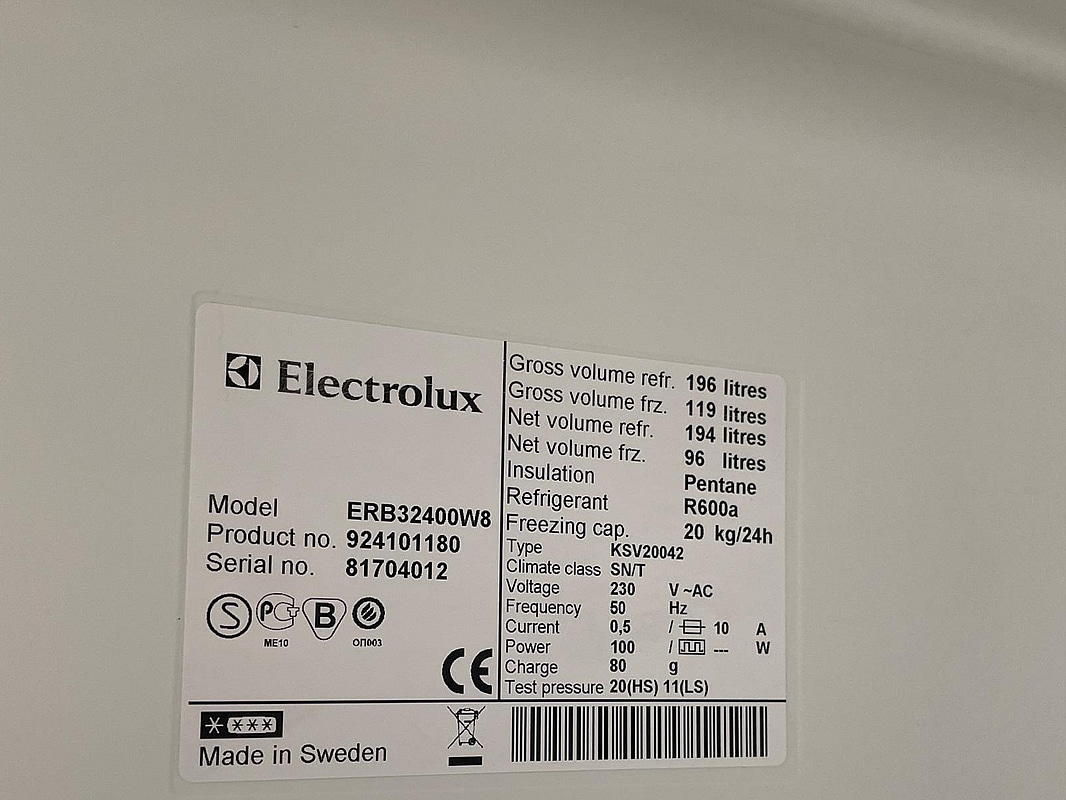 Electrolux
Model ERB32400W8
Product no. 924101180
Serial no. 81704012
S РСТ B
ME10 ОП003
CE
Gross volume refr. 196 litres
Gross volume frz. 119 litres
Net volume refr. 194 litres
Net volume frz. 96 litres
Insulation Pentane
Refrigerant R600a
Freezing cap. 20 kg/24h
Type KSV20042
Climate class SN/T
Voltage 230 V ~AC
Frequency 50 Hz
Current 0,5 / 10 A
Power 100 / --- W
Charge 80 g
Test pressure 20(HS) 11(LS)
Made in Sweden